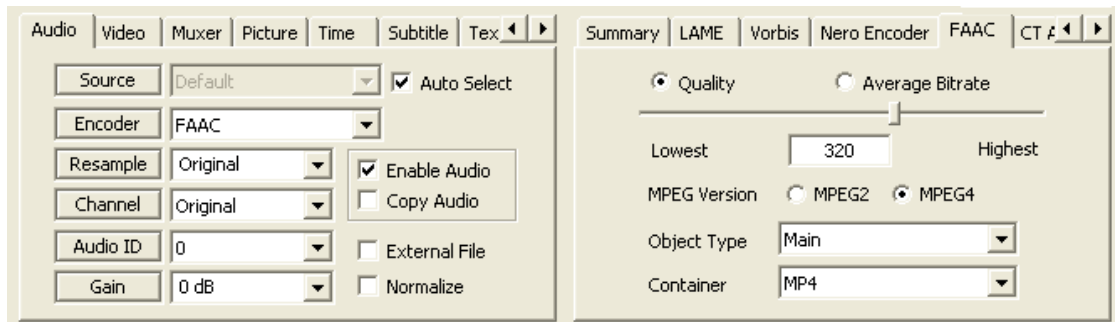 Audio Video Muxer Picture Time Subtitle Tex
Source Default Auto Select
Encoder FAAC
Resample Original Enable Audio
Channel Original Copy Audio
Audio ID 0 External File
Gain 0 dB Normalize
Summary LAME Vorbis Nero Encoder FAAC CT A
Quality Average Bitrate
Lowest 320 Highest
MPEG Version MPEG2 MPEG4
Object Type Main
Container MP4